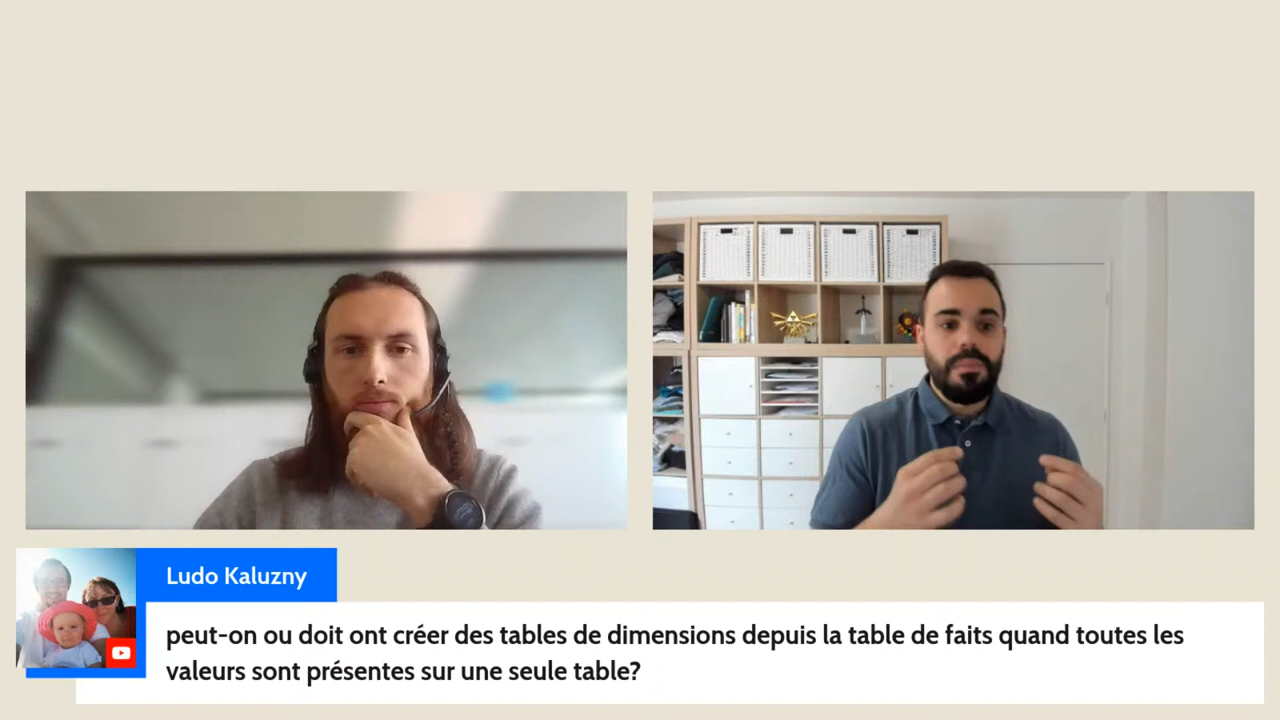 Ludo Kaluzny
peut-on ou doit ont créer des tables de dimensions depuis la table de faits quand toutes les
valeurs sont présentes sur une seule table?